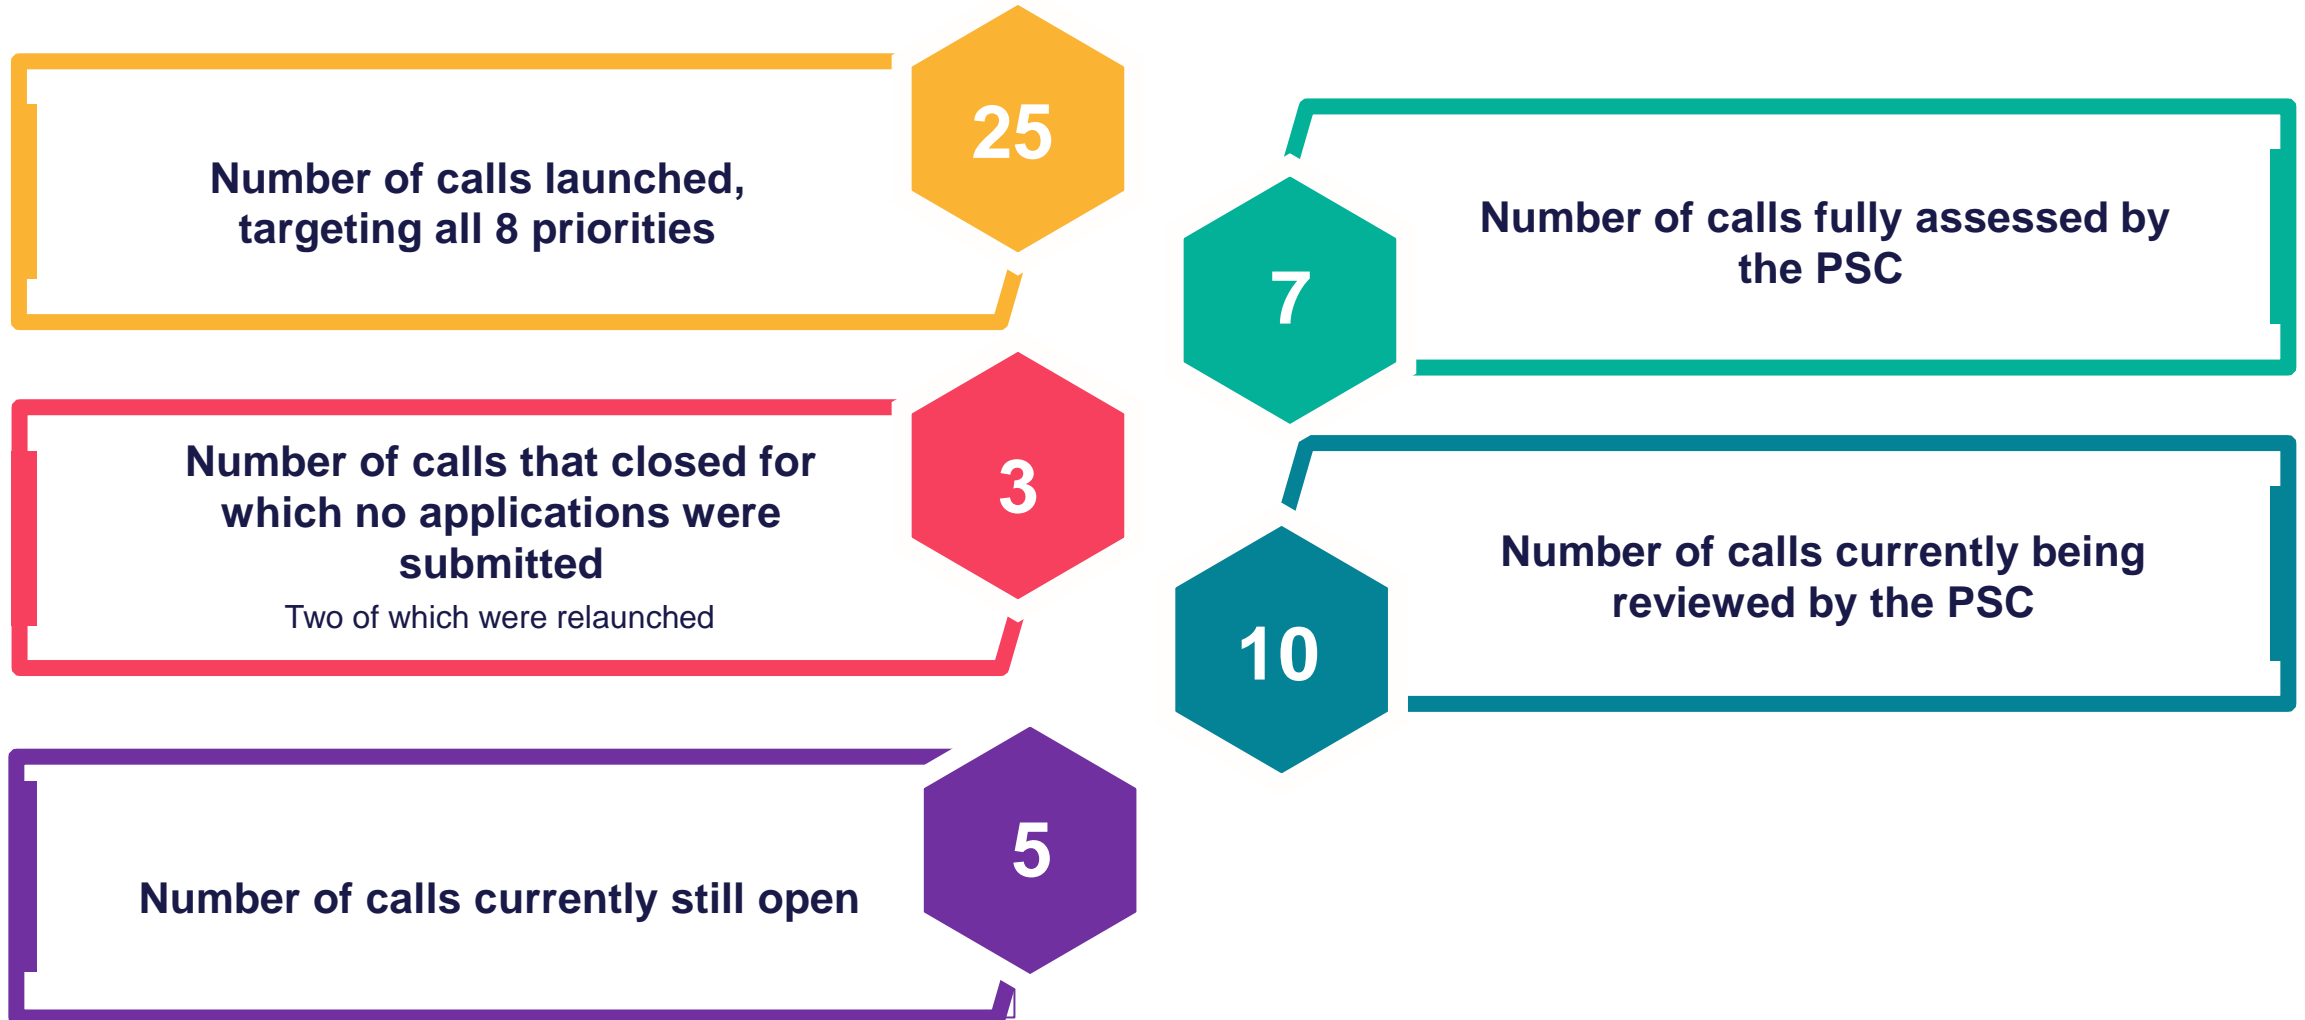 25
Number of calls launched,
targeting all 8 priorities
7
Number of calls fully assessed by
the PSC
3
Number of calls that closed for
which no applications were
submitted
Two of which were relaunched
10
Number of calls currently being
reviewed by the PSC
5
Number of calls currently still open